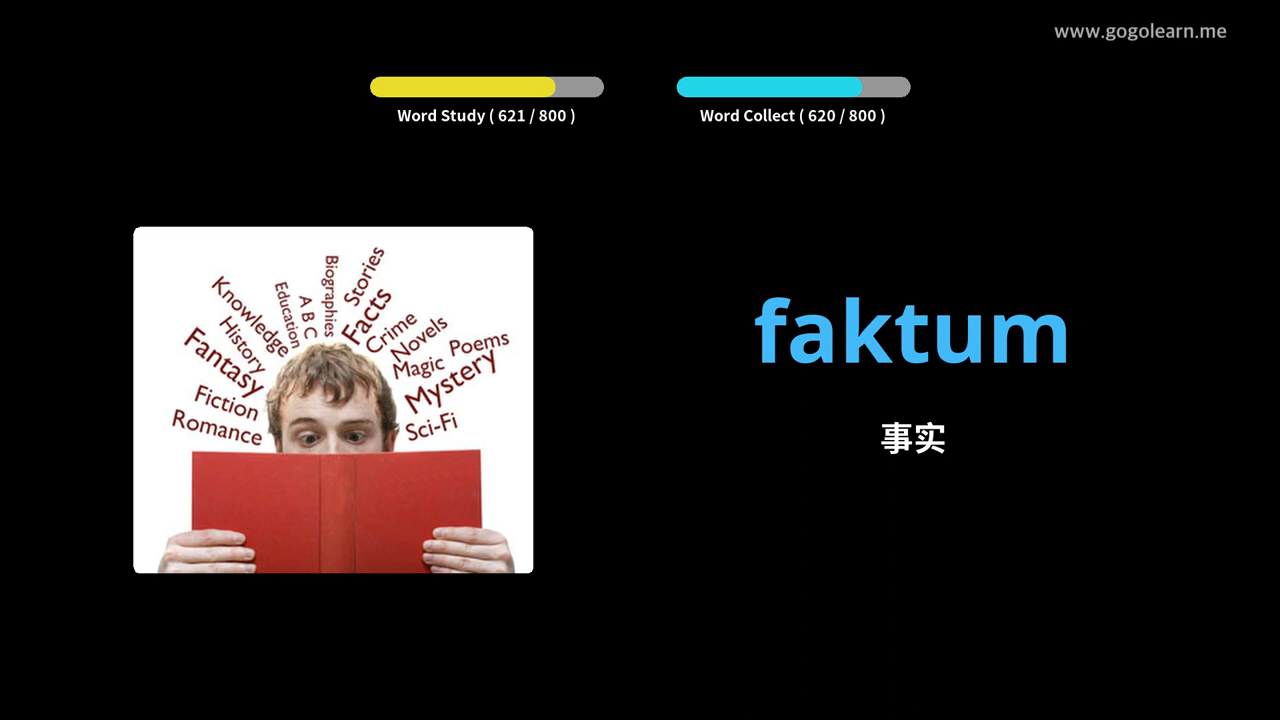 www.gogolearn.me
Word Study ( 621 / 800 )
Word Collect ( 620 / 800 )
Knowledge
History
Fantasy
Fiction
Romance
Education
A B C
Biographies
Stories
Facts
Crime
Novels
Magic
Poems
Mystery
Sci-Fi
faktum
事实